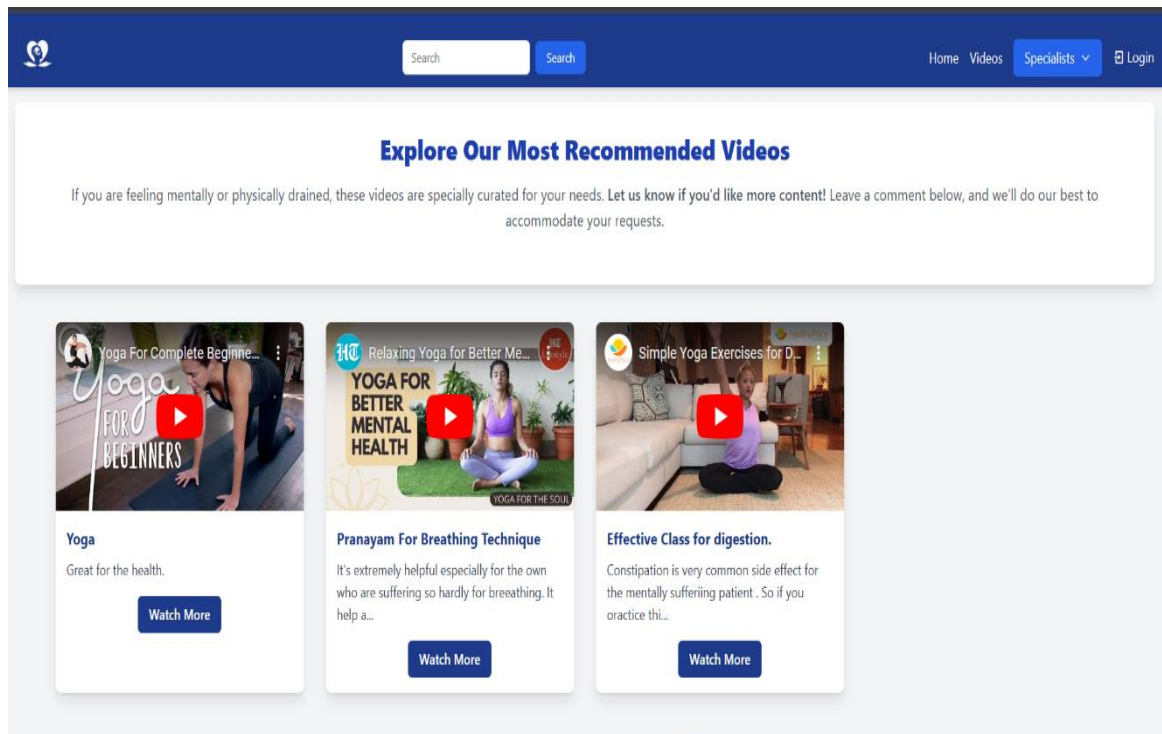 Search
Search
Home
Videos
Specialists
Login
Explore Our Most Recommended Videos
If you are feeling mentally or physically drained, these videos are specially curated for your needs. Let us know if you'd like more content! Leave a comment below, and we'll do our best to
accommodate your requests.
Yoga For Complete Beginne...
Yoga
FOR
BEGINNERS
Yoga
Great for the health.
Watch More
HT
Relaxing Yoga for Better Me...
YOGA FOR
BETTER
MENTAL
HEALTH
YOGA FOR THE SOUL
Pranayam For Breathing Technique
It's extremely helpful especially for the own
who are suffering so hardly for breeathing. It
help a...
Watch More
Simple Yoga Exercises for D...
Effective Class for digestion.
Constipation is very common side effect for
the mentally sufferiing patient . So if you
oractice thi...
Watch More